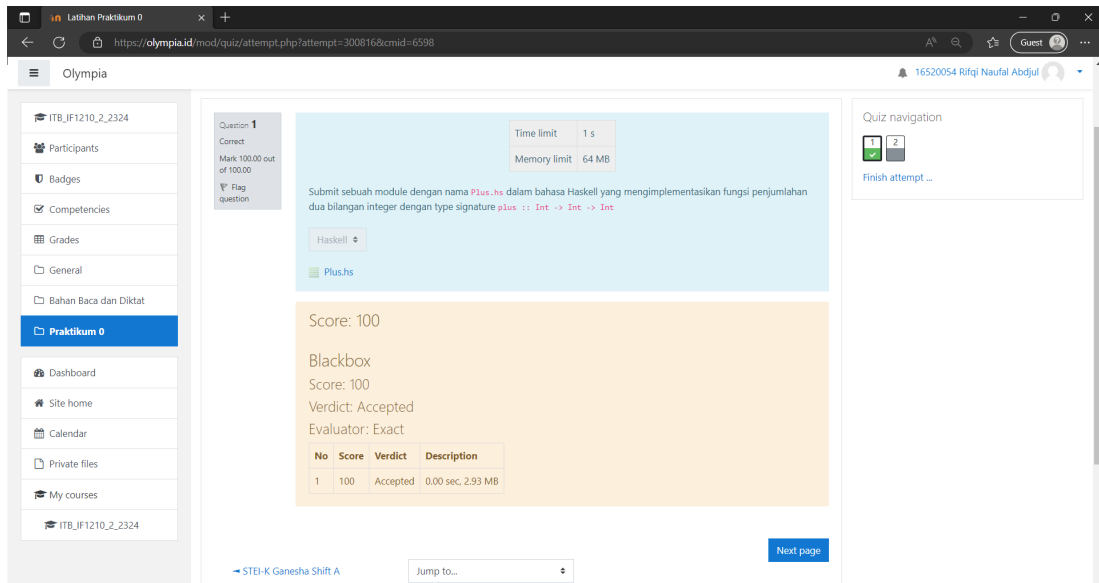 Latihan Praktikum 0
https://olympia.id/mod/quiz/attempt.php?attempt=300816&cmid=6598
Guest
Olympia
16520054 Rifqi Naufal Abdjul
ITB_IF1210_2_2324
Participants
Badges
Competencies
Grades
General
Bahan Baca dan Diktat
Praktikum 0
Dashboard
Site home
Calendar
Private files
My courses
ITB_IF1210_2_2324
Question 1
Correct
Mark 100.00 out
of 100.00
Flag
question
Time limit 1 s
Memory limit 64 MB
Submit sebuah module dengan nama Plus.hs dalam bahasa Haskell yang mengimplementasikan fungsi penjumlahan
dua bilangan integer dengan type signature plus :: Int -> Int -> Int
Haskell
Plus.hs
Score: 100
Blackbox
Score: 100
Verdict: Accepted
Evaluator: Exact
No Score Verdict Description
1 100 Accepted 0.00 sec, 2.93 MB
Next page
◄ STEI-K Ganesha Shift A
Jump to...
Quiz navigation
1 2
Finish attempt ...